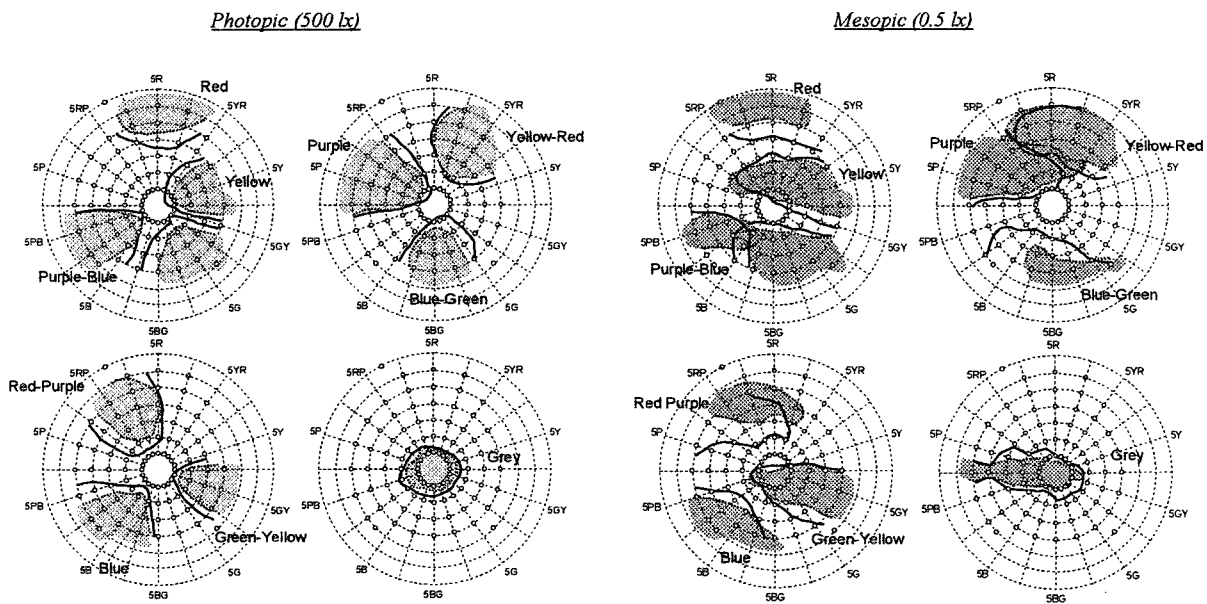 Photopic (500 lx)
Mesopic (0.5 lx)
5R
Red
5RP
5YR
5P
5Y
Yellow
5PB
5GY
Purple-Blue
5B
5G
5BG
5R
5RP
5YR
Purple
Yellow-Red
5P
5Y
5PB
5GY
5B
Blue-Green
5G
5BG
5R
Red
5RP
5YR
5P
5Y
Yellow
5PB
5GY
Purple-Blue
5B
5G
5BG
5R
5RP
5YR
Purple
Yellow-Red
5P
5Y
5PB
5GY
5B
Blue-Green
5G
5BG
5R
5RP
5YR
Red-Purple
5P
5Y
5PB
5GY
Green-Yellow
5B
Blue
5G
5BG
5R
5RP
5YR
5P
5Y
Grey
5PB
5GY
5B
5G
5BG
5R
5RP
5YR
Red Purple
5P
5Y
5PB
5GY
Green-Yellow
Blue
5B
5G
5BG
5R
5RP
5YR
5P
5Y
Grey
5PB
5GY
5B
5G
5BG